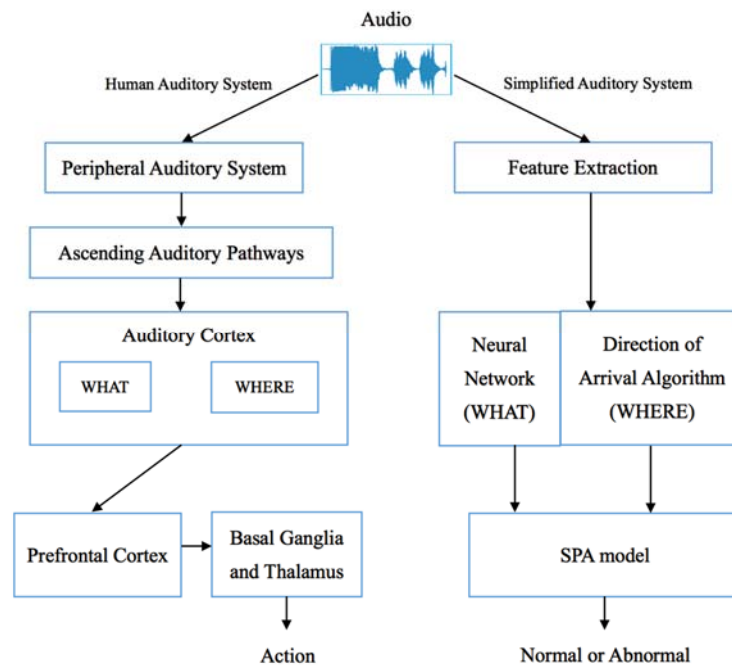 Audio
Human Auditory System
Simplified Auditory System
Peripheral Auditory System
Feature Extraction
Ascending Auditory Pathways
Auditory Cortex
WHAT
WHERE
Neural
Network
(WHAT)
Direction of
Arrival Algorithm
(WHERE)
Prefrontal Cortex
Basal Ganglia
and Thalamus
SPA model
Action
Normal or Abnormal